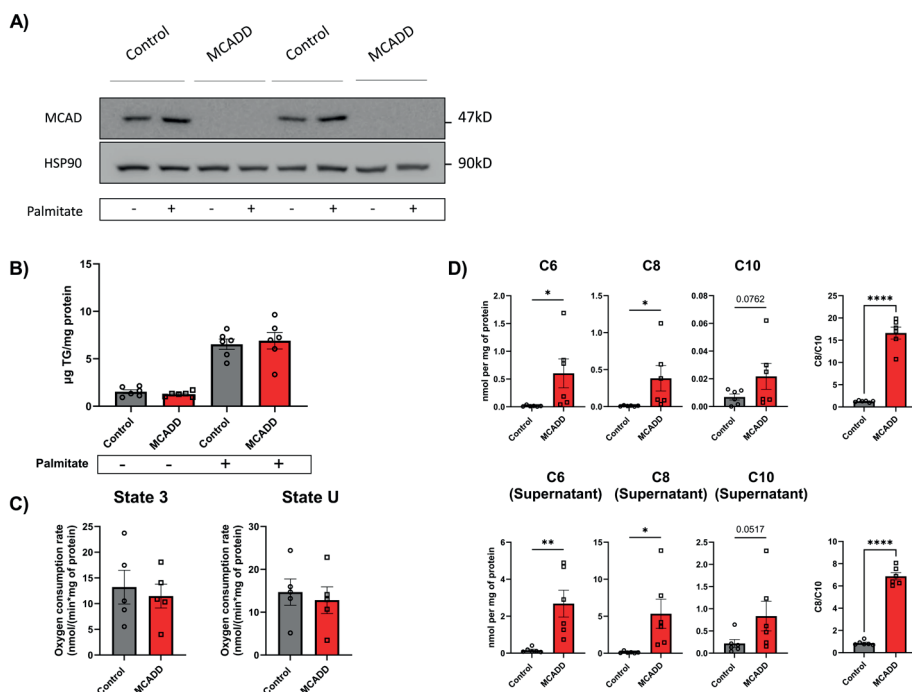 A)
Control MCADD Control MCADD
MCAD
47kD
HSP90
90kD
Palmitate - + - + - + - +
B)
µg TG/mg protein
15
10
5
0
Control MCADD Control MCADD
Palmitate - - + +
C)
State 3
Oxygen consumption rate
(nmol/(min*mg of protein)
25
20
15
10
5
0
Control MCADD
State U
Oxygen consumption rate
(nmol/(min*mg of protein)
30
20
10
0
Control MCADD
D)
C6
nmol per mg of protein
2.0
1.5
1.0
0.5
0.0
*
Control MCADD
C8
1.5
1.0
0.5
0.0
*
Control MCADD
C10
0.08
0.06
0.04
0.02
0.00
0.0762
Control MCADD
C8/C10
25
20
15
10
5
0
****
Control MCADD
C6
(Supernatant)
nmol per mg of protein
6
4
2
0
**
Control MCADD
C8
(Supernatant)
15
10
5
0
*
Control MCADD
C10
(Supernatant)
2.5
2.0
1.5
1.0
0.5
0.0
0.0517
Control MCADD
C8/C10
10
8
6
4
2
0
****
Control MCADD